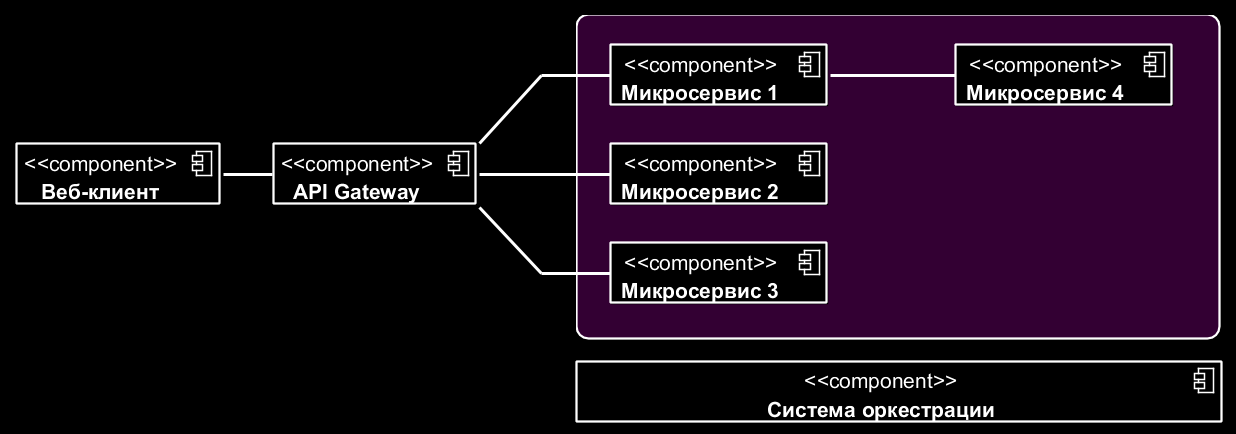 <<component>>
Веб-клиент
<<component>>
API Gateway
<<component>>
Микросервис 1
<<component>>
Микросервис 4
<<component>>
Микросервис 2
<<component>>
Микросервис 3
<<component>>
Система оркестрации